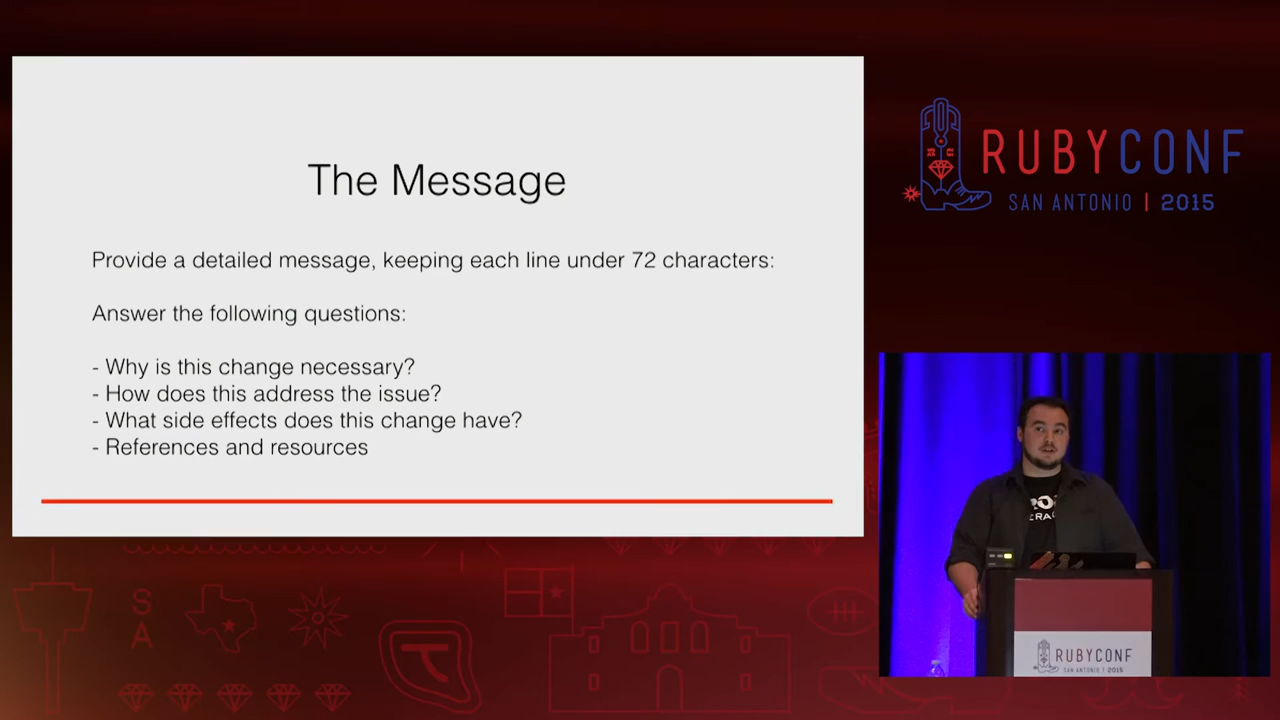 The Message
Provide a detailed message, keeping each line under 72 characters:
Answer the following questions:
- Why is this change necessary?
- How does this address the issue?
- What side effects does this change have?
- References and resources
RUBYCONF
SAN ANTONIO | 2015
S
A
RUBYCONF
SAN ANTONIO | 2015